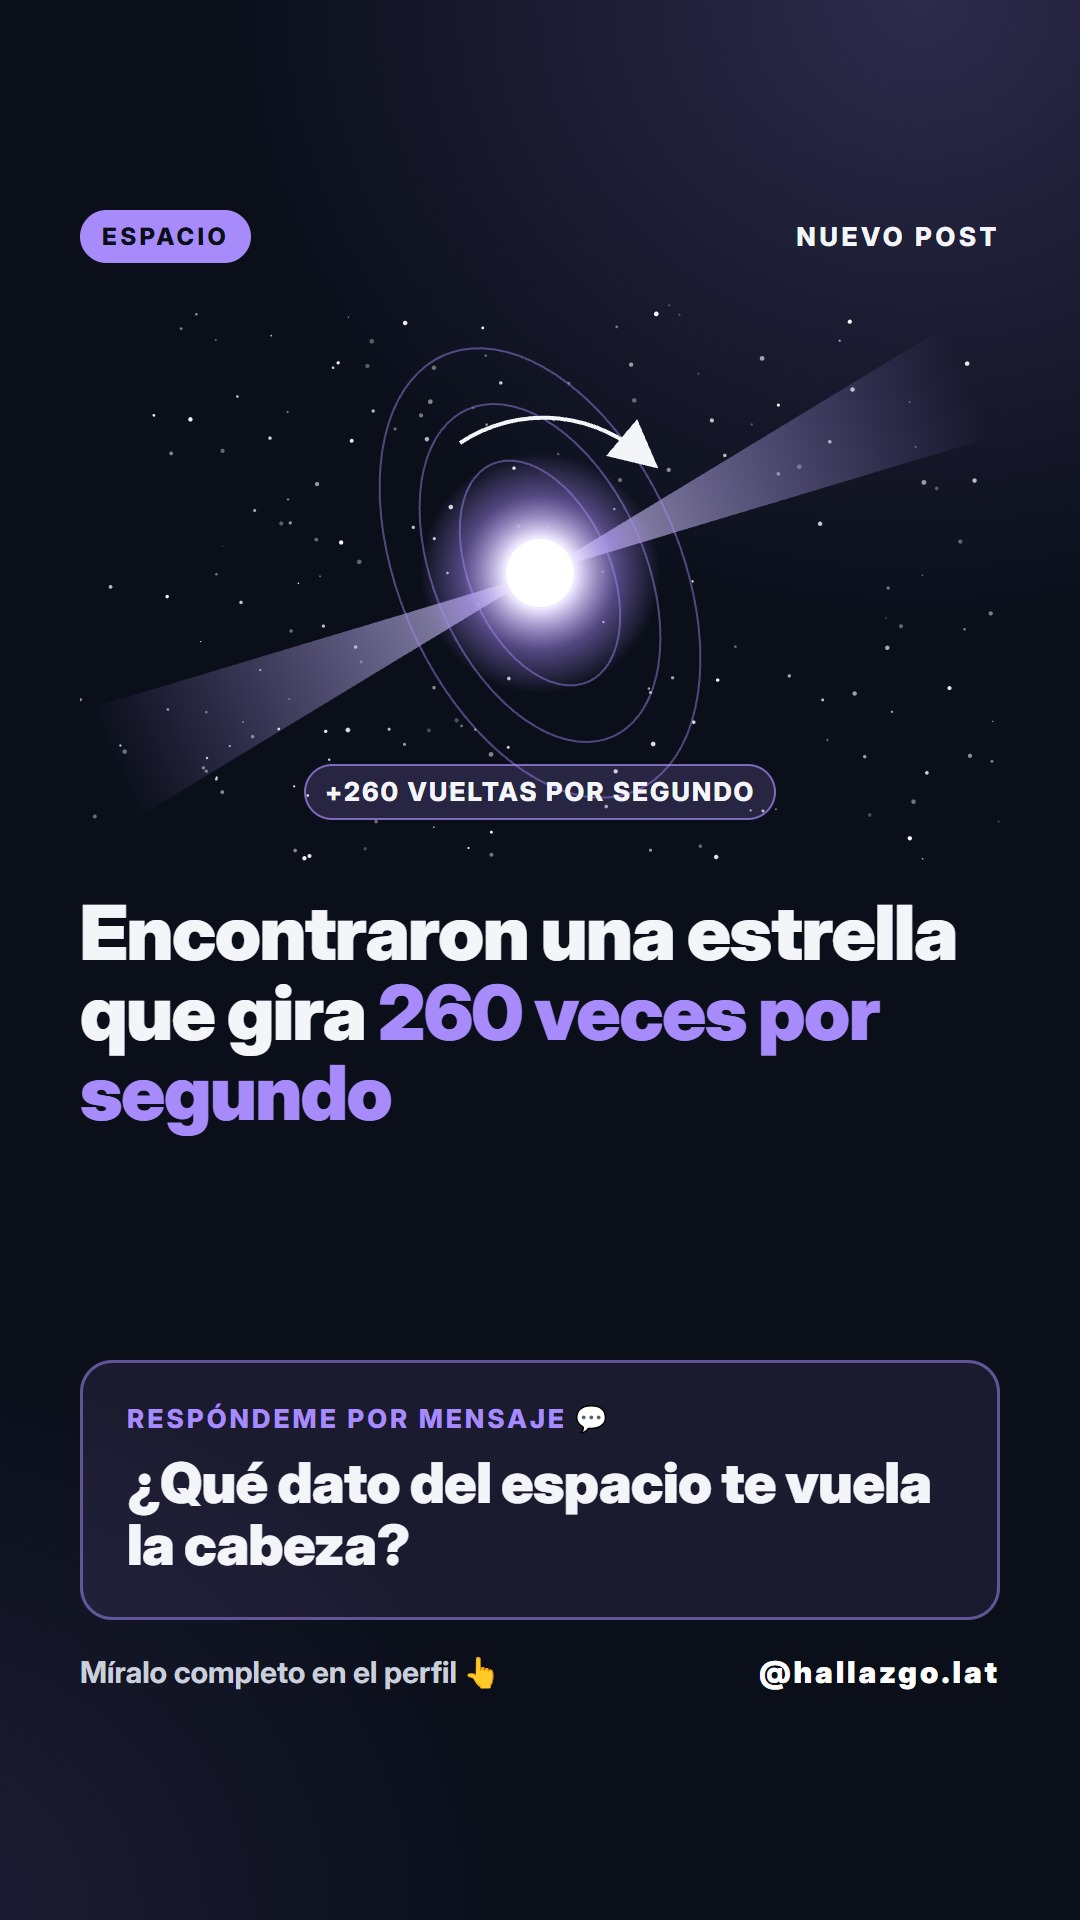 ESPACIO
NUEVO POST
+260 VUELTAS POR SEGUNDO
Encontraron una estrella
que gira 260 veces por
segundo
RESPÓNDEME POR MENSAJE 💬
¿Qué dato del espacio te vuela
la cabeza?
Míralo completo en el perfil 👆
@hallazgo.lat